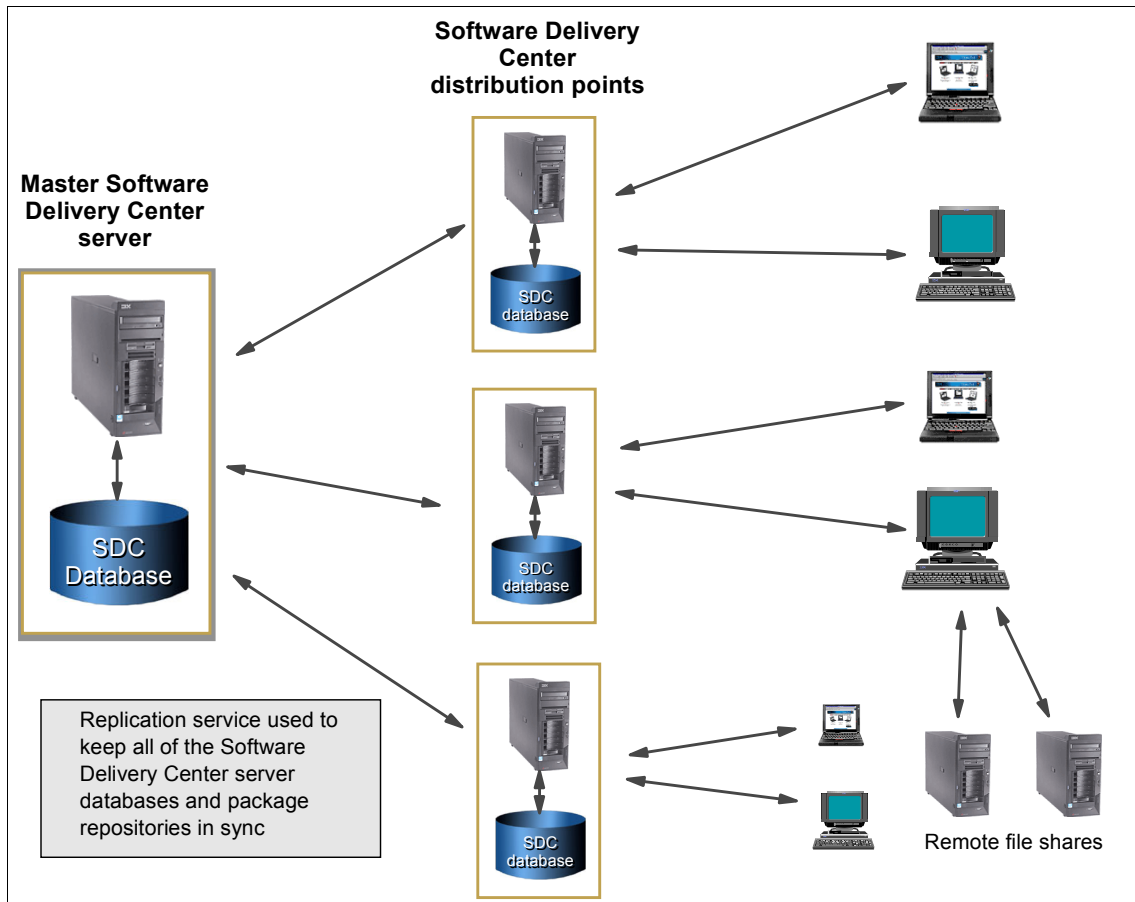 Software Delivery
Center
distribution points
Master Software
Delivery Center
server
IBM
SDC
Database
SDC
database
SDC
database
SDC
database
Replication service used to
keep all of the Software
Delivery Center server
databases and package
repositories in sync
Remote file shares